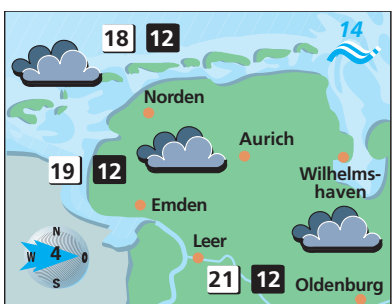 18 12
14
Norden
Aurich
19 12
Wilhelms-
haven
Emden
N
W 4 O
S
Leer
21 12
Oldenburg